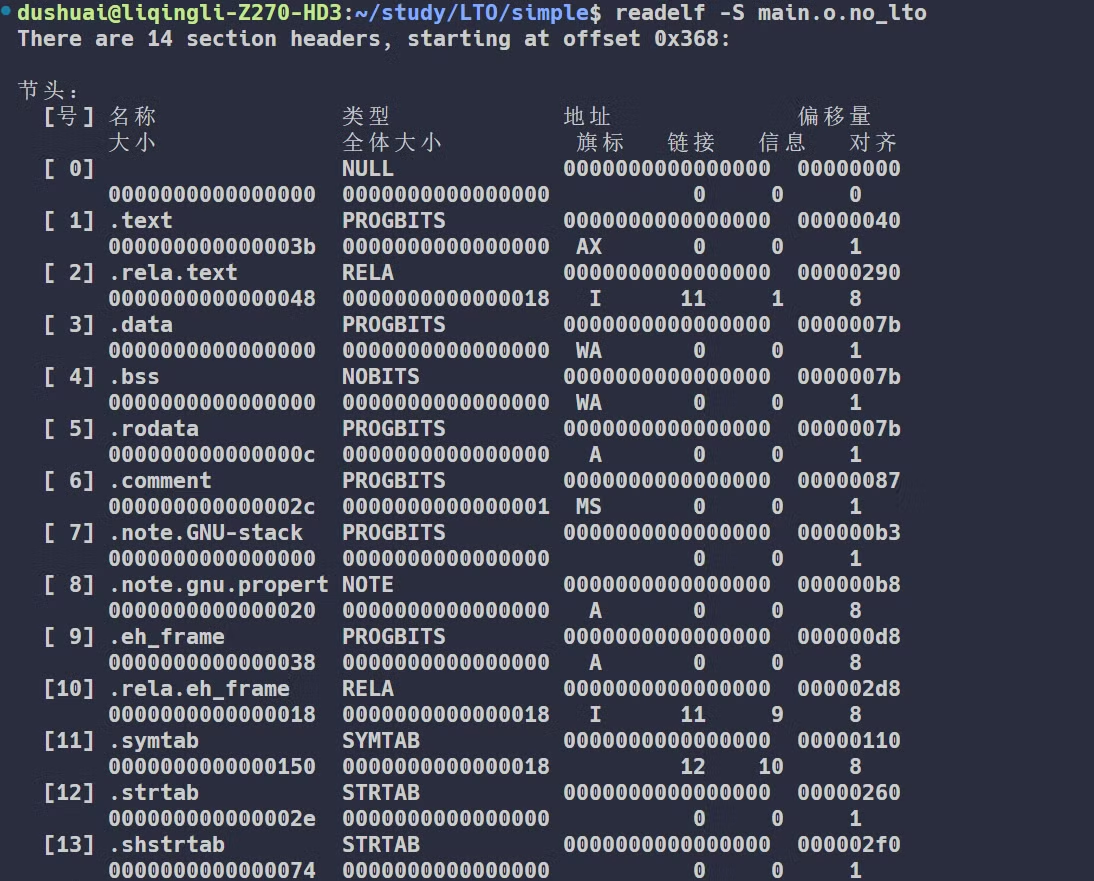 dushuai@liqingli-Z270-HD3:~/study/LTO/simple$ readelf -S main.o.no_lto
There are 14 section headers, starting at offset 0x368:
节头：
[号] 名称 类型 地址 偏移量
大小 全体大小 旗标 链接 信息 对齐
[ 0] NULL 0000000000000000 00000000
0000000000000000 0000000000000000 0 0 0
[ 1] .text PROGBITS 0000000000000000 00000040
000000000000003b 0000000000000000 AX 0 0 1
[ 2] .rela.text RELA 0000000000000000 00000290
0000000000000048 0000000000000018 I 11 1 8
[ 3] .data PROGBITS 0000000000000000 0000007b
0000000000000000 0000000000000000 WA 0 0 1
[ 4] .bss NOBITS 0000000000000000 0000007b
0000000000000000 0000000000000000 WA 0 0 1
[ 5] .rodata PROGBITS 0000000000000000 0000007b
000000000000000c 0000000000000000 A 0 0 1
[ 6] .comment PROGBITS 0000000000000000 00000087
000000000000002c 0000000000000001 MS 0 0 1
[ 7] .note.GNU-stack PROGBITS 0000000000000000 000000b3
0000000000000000 0000000000000000 0 0 1
[ 8] .note.gnu.propert NOTE 0000000000000000 000000b8
0000000000000020 0000000000000000 A 0 0 8
[ 9] .eh_frame PROGBITS 0000000000000000 000000d8
0000000000000038 0000000000000000 A 0 0 8
[10] .rela.eh_frame RELA 0000000000000000 000002d8
0000000000000018 0000000000000018 I 11 9 8
[11] .symtab SYMTAB 0000000000000000 00000110
0000000000000150 0000000000000018 12 10 8
[12] .strtab STRTAB 0000000000000000 00000260
000000000000002e 0000000000000000 0 0 1
[13] .shstrtab STRTAB 0000000000000000 000002f0
0000000000000074 0000000000000000 0 0 1